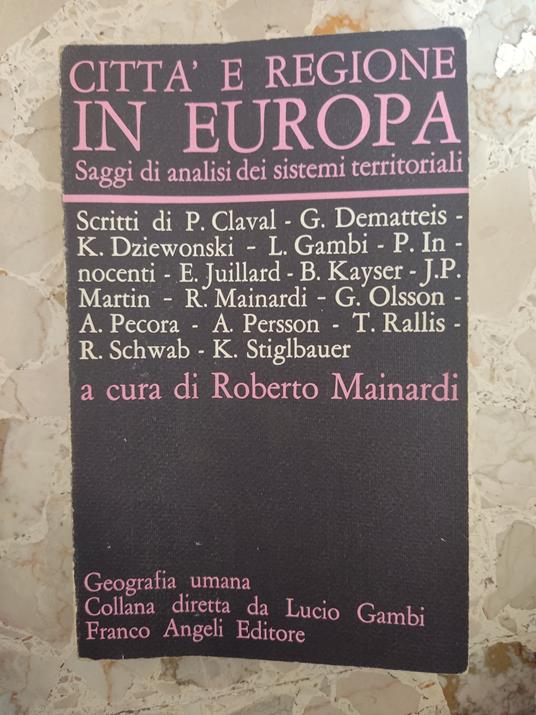 CITTA' E REGIONE
IN EUROPA
Saggi di analisi dei sistemi territoriali
Scritti di P. Claval - G. Dematteis -
K. Dziewonski - L. Gambi - P. In -
nocenti - E. Juillard - B. Kayser - J.P.
Martin - R. Mainardi - G. Olsson -
A. Pecora - A. Persson - T. Rallis -
R. Schwab - K. Stiglbauer
a cura di Roberto Mainardi
Geografia umana
Collana diretta da Lucio Gambi
Franco Angeli Editore